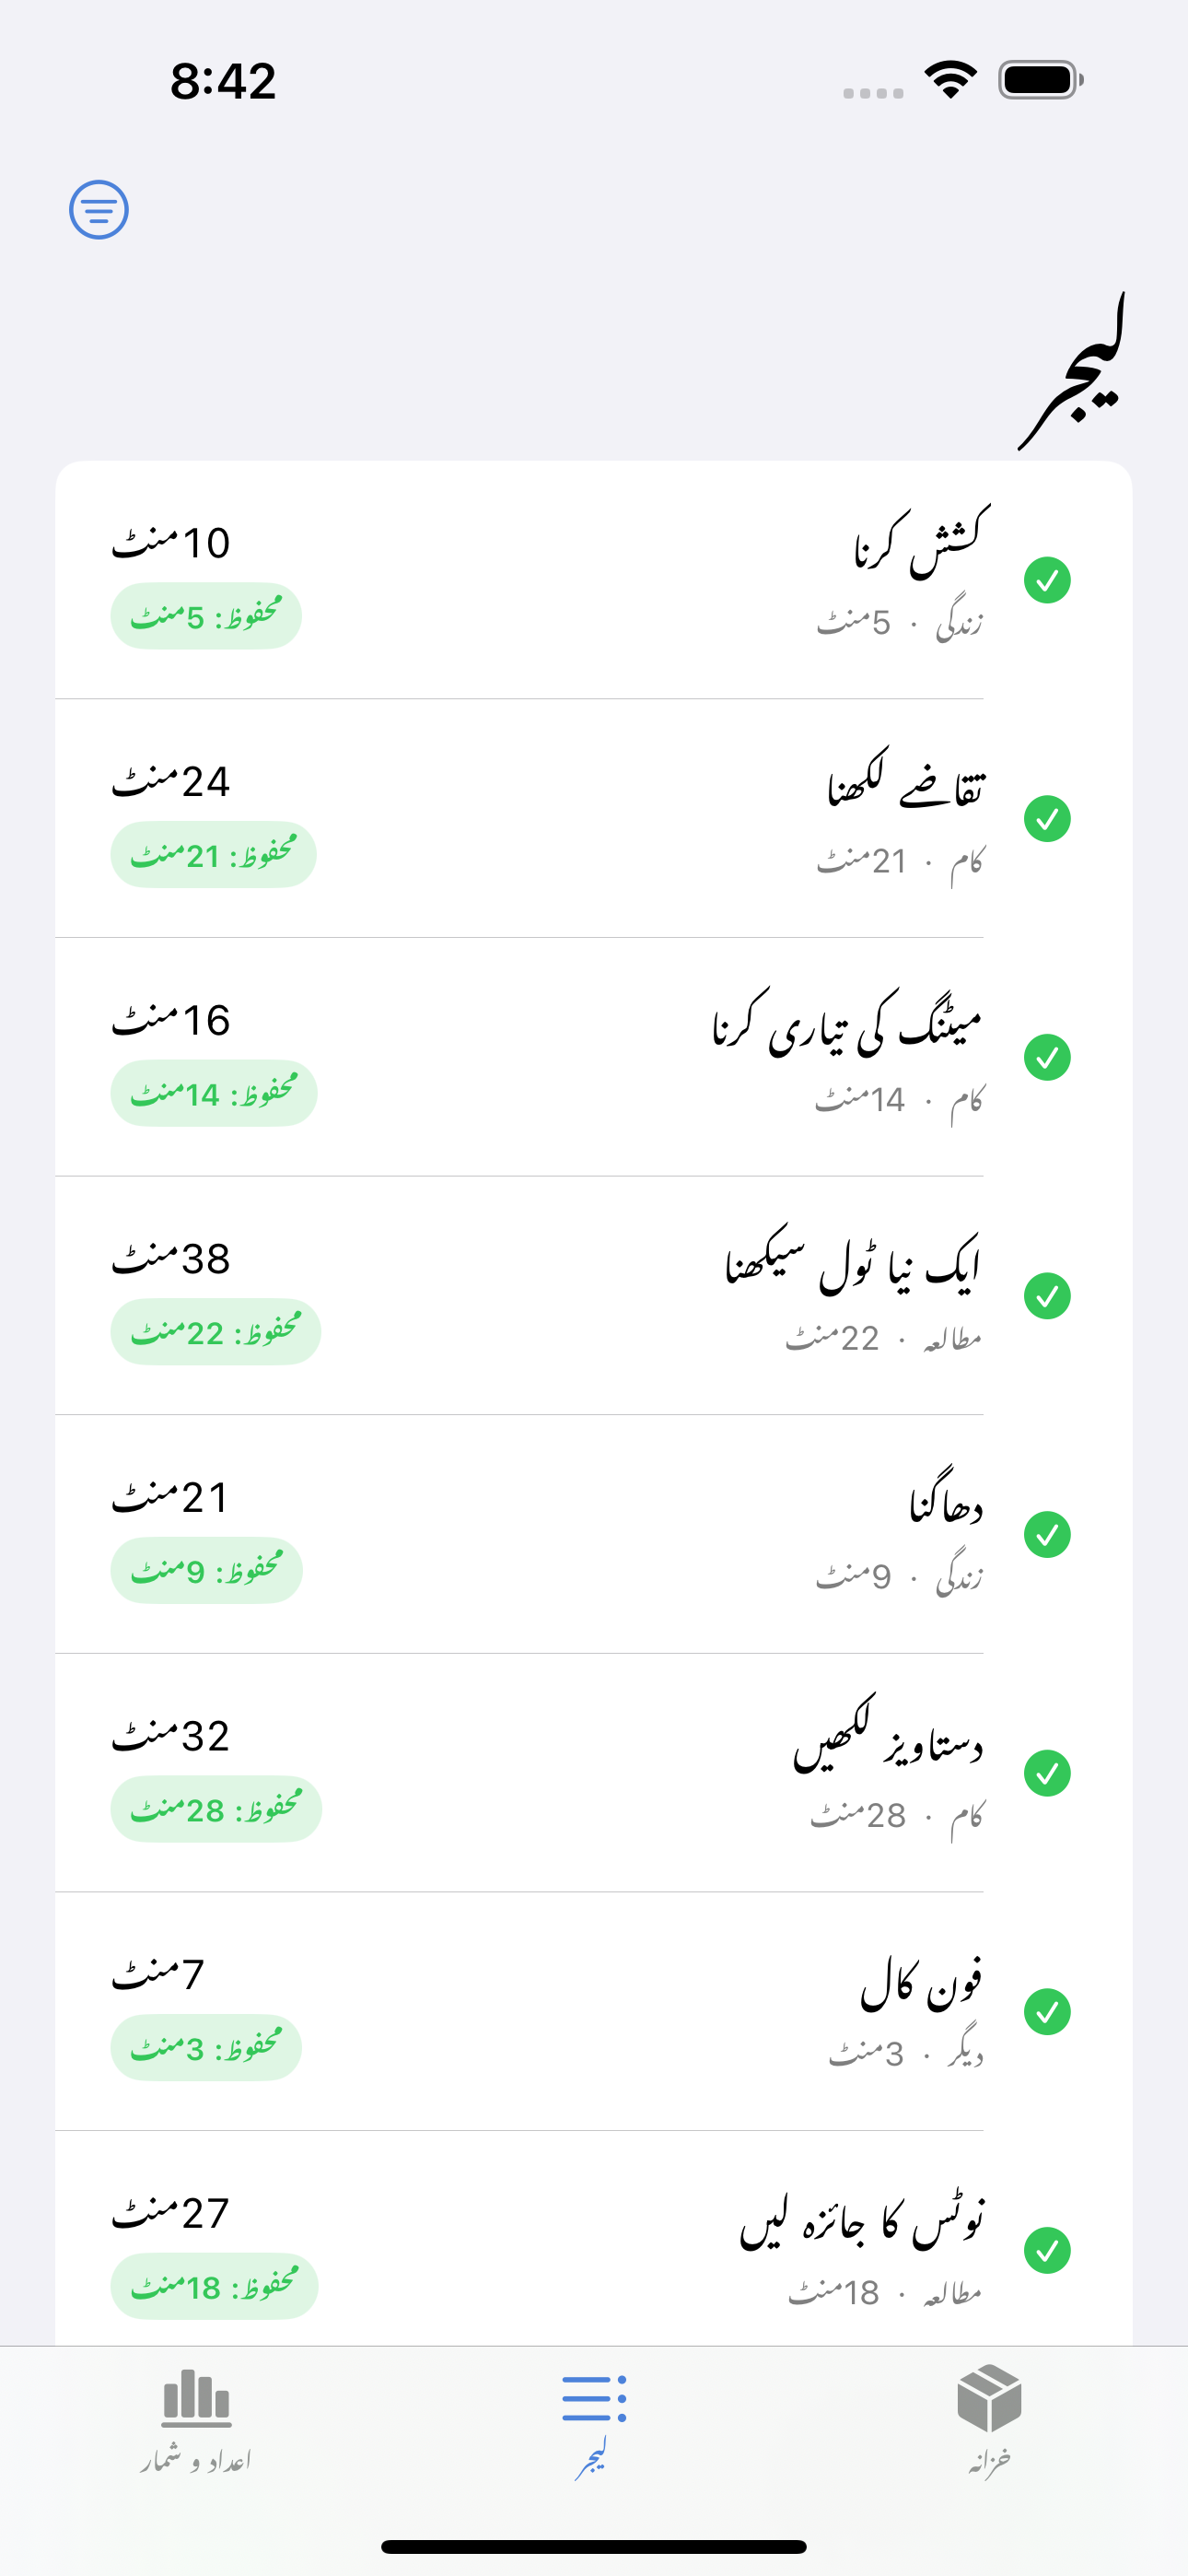 8:42
لیجر
کشش کرنا
10منٹ
زندگی · 5منٹ
محفوظ: 5منٹ
تقاضے لکھنا
24منٹ
کام · 21منٹ
محفوظ: 21منٹ
میٹنگ کی تیاری کرنا
16منٹ
کام · 14منٹ
محفوظ: 14منٹ
ایک نیا ٹول سیکھنا
38منٹ
مطالعہ · 22منٹ
محفوظ: 22منٹ
دھاگنا
21منٹ
زندگی · 9منٹ
محفوظ: 9منٹ
دستاویز لکھیں
32منٹ
کام · 28منٹ
محفوظ: 28منٹ
فون کال
7منٹ
دیگر · 3منٹ
محفوظ: 3منٹ
نوٹس کا جائزہ لیں
27منٹ
مطالعہ · 18منٹ
محفوظ: 18منٹ
خزانہ
لیجر
اعداد و شمار